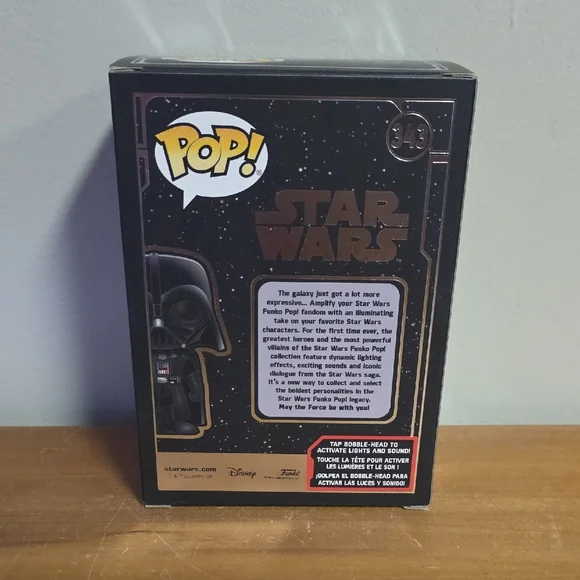 POP!
343
STAR
WARS
The galaxy just got a lot more
expressive... Amplify your Star Wars
Funko Pop! fandom with an illuminating
take on your favorite Star Wars
characters. For the first time ever, the
greatest heroes and the most powerful
villains of the Star Wars Funko Pop!
collection feature dynamic lighting
effects, exciting sounds and iconic
dialogue from the Star Wars saga.
It's a new way to collect and select
the boldest personalities in the
Star Wars Funko Pop! legacy.
May the Force be with you!
TAP BOBBLE-HEAD TO
ACTIVATE LIGHTS AND SOUND!
TOUCHE LA TÊTE POUR ACTIVER
LES LUMIÈRES ET LE SON !
¡GOLPEA EL BOBBLE-HEAD PARA
ACTIVAR LAS LUCES Y SONIDO!
starwars.com Disney Funko